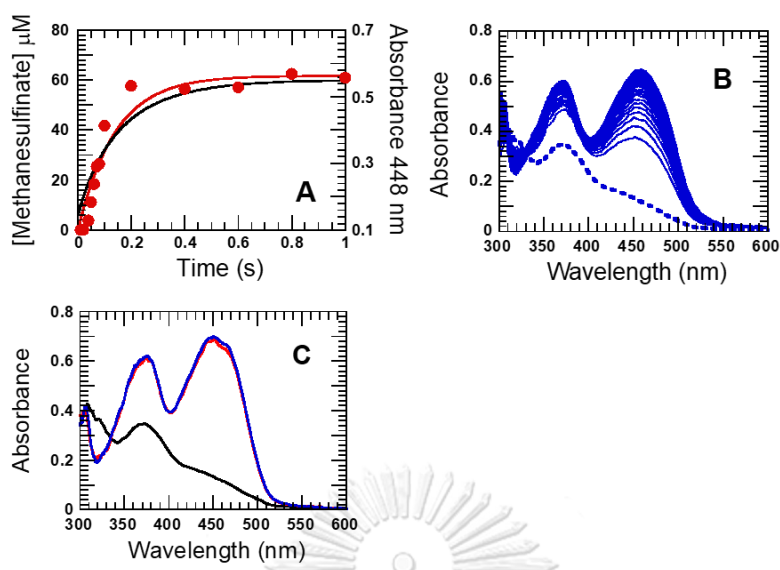 80
0.7
60
0.5
40
0.3
20
A
0
0.1
0 0.2 0.4 0.6 0.8 1
Time (s)
[Methanesulfinate] μM
Absorbance 448 nm
0.8
B
0.6
0.4
0.2
0
300 350 400 450 500 550 600
Wavelength (nm)
Absorbance
0.8
C
0.6
0.4
0.2
0
300 350 400 450 500 550 600
Wavelength (nm)
Absorbance